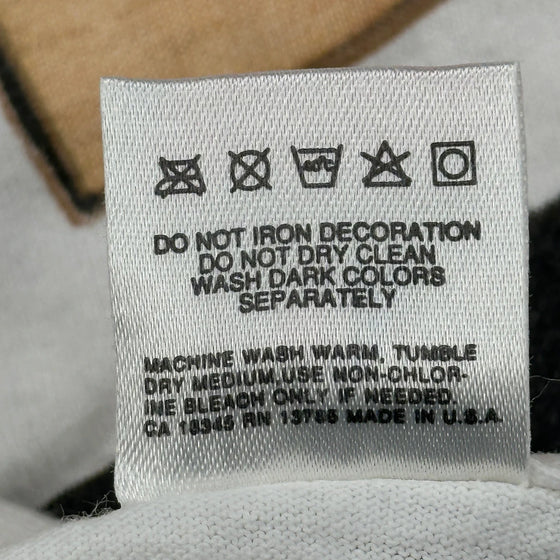 40°C
DO NOT IRON DECORATION
DO NOT DRY CLEAN
WASH DARK COLORS
SEPARATELY
MACHINE WASH WARM, TUMBLE
DRY MEDIUM.USE NON-CHLOR-
INE BLEACH ONLY IF NEEDED.
CA 18345 RN 13765 MADE IN U.S.A.